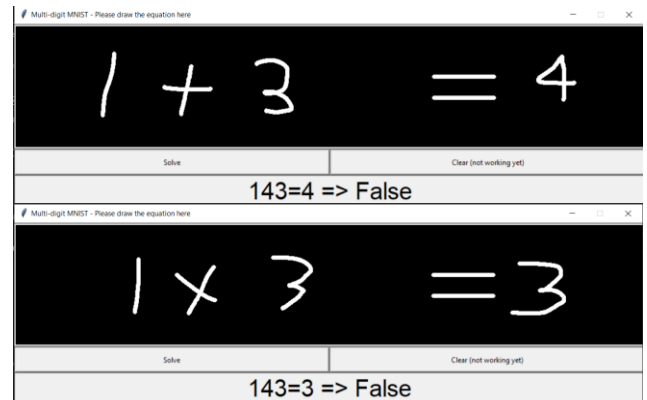 Multi-digit MNIST - Please draw the equation here
1 + 3 = 4
Solve Clear (not working yet)
143=4 => False
Multi-digit MNIST - Please draw the equation here
1 × 3 = 3
Solve Clear (not working yet)
143=3 => False